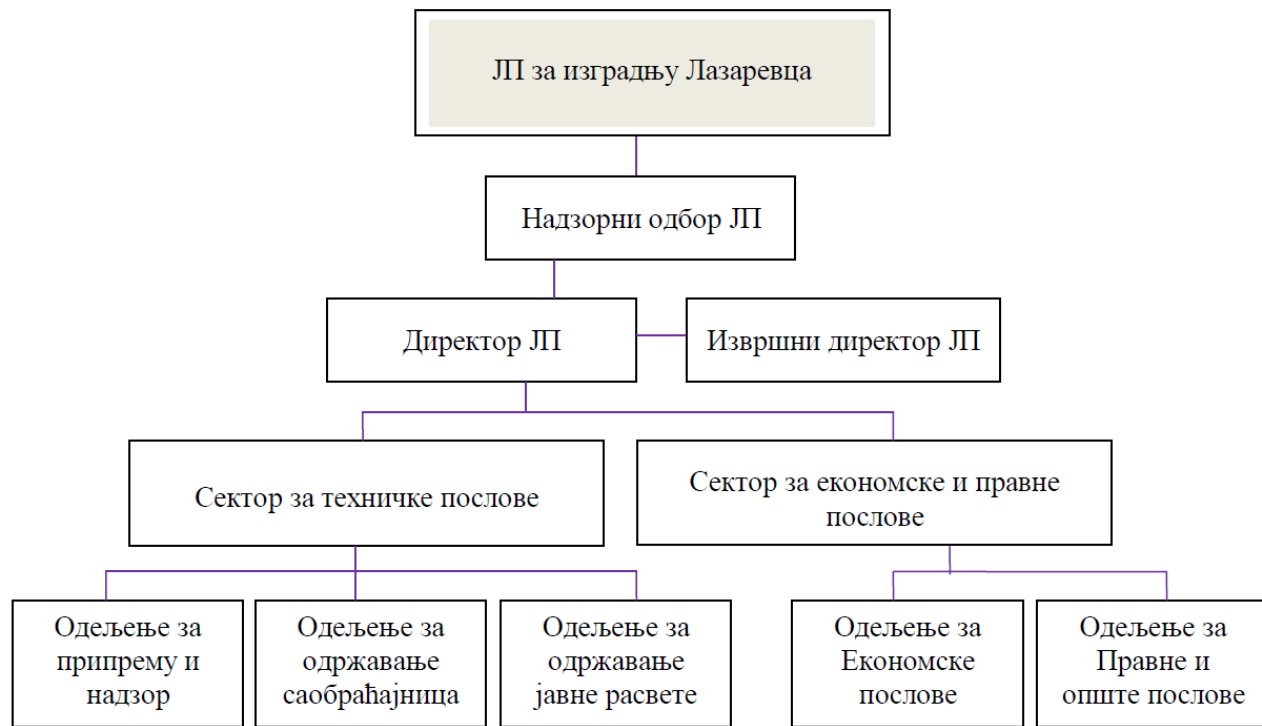 ЈП за изградњу Лазаревца
Надзорни одбор ЈП
Директор ЈП
Извршни директор ЈП
Сектор за техничке послове
Сектор за економске и правне
послове
Одељење за
припрему и
надзор
Одељење за
одржавање
саобраћајница
Одељење за
одржавање
јавне расвете
Одељење за
Економске
послове
Одељење за
Правне и
опште послове